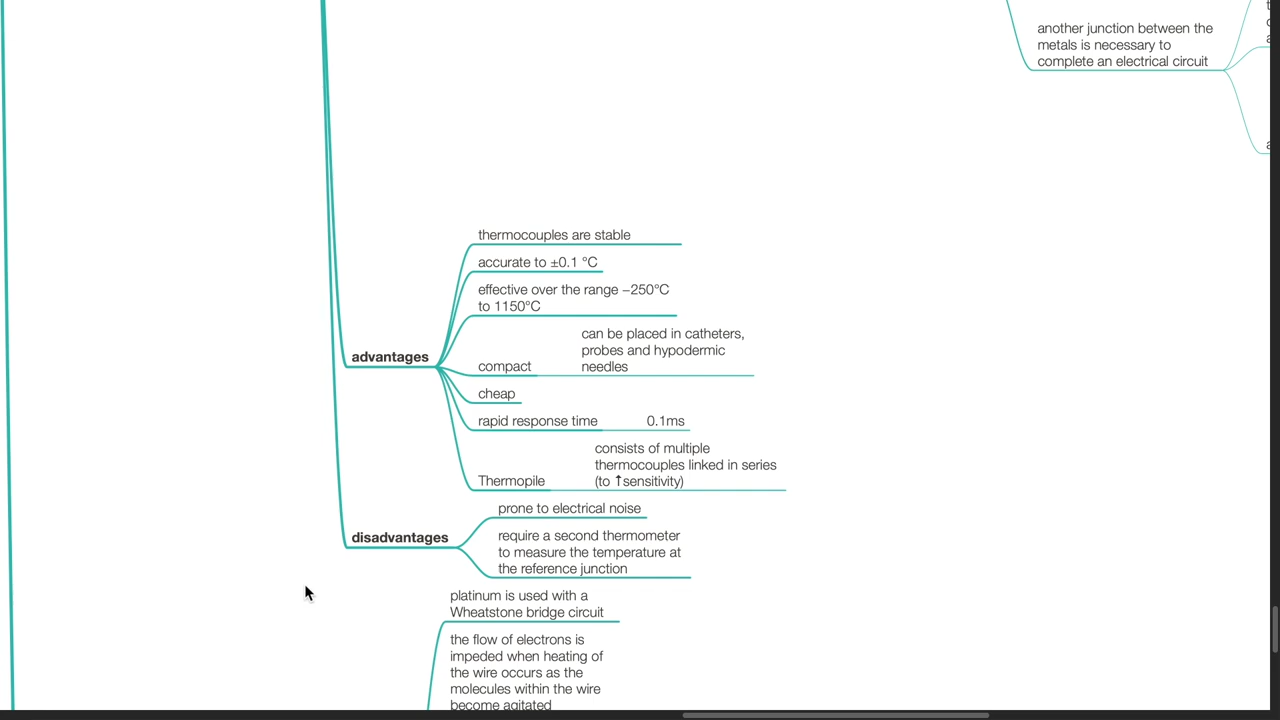 another junction between the
metals is necessary to
complete an electrical circuit
thermocouples are stable
accurate to ±0.1 °C
effective over the range −250°C
to 1150°C
can be placed in catheters,
probes and hypodermic
compact needles
advantages
cheap
rapid response time 0.1ms
consists of multiple
thermocouples linked in series
Thermopile (to ↑sensitivity)
prone to electrical noise
disadvantages
require a second thermometer
to measure the temperature at
the reference junction
platinum is used with a
Wheatstone bridge circuit
the flow of electrons is
impeded when heating of
the wire occurs as the
molecules within the wire
become agitated